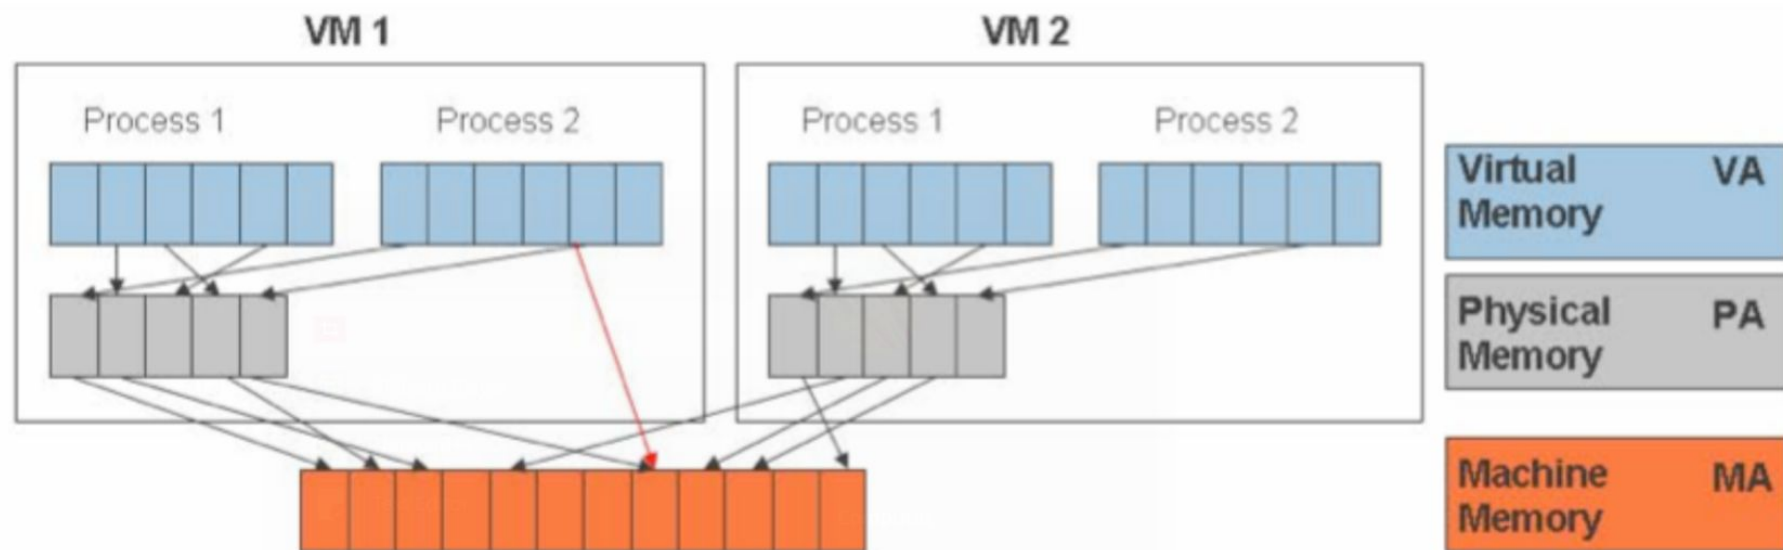 VM 1
VM 2
Process 1
Process 2
Process 1
Process 2
Virtual VA
Memory
Physical PA
Memory
Machine MA
Memory